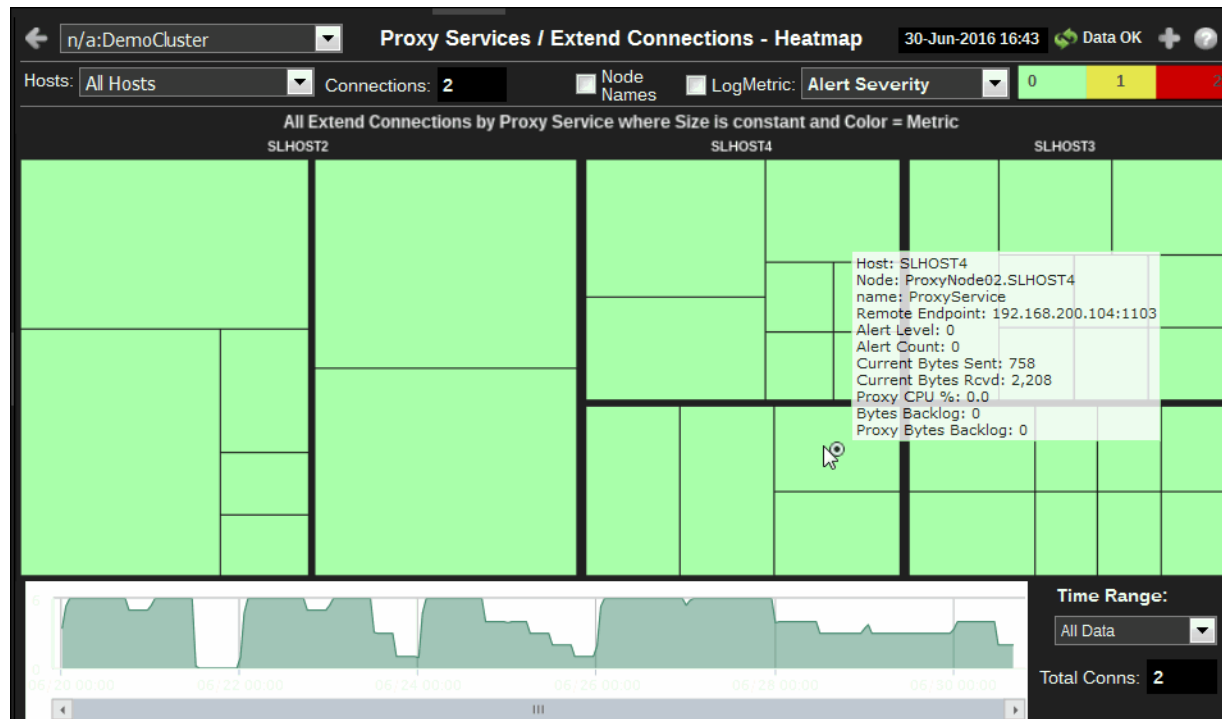 n/a:DemoCluster Proxy Services / Extend Connections - Heatmap 30-Jun-2016 16:43 Data OK
Hosts: All Hosts Connections: 2 Node Names Log Metric: Alert Severity 0 1 2
All Extend Connections by Proxy Service where Size is constant and Color = Metric
SLHOST2 SLHOST4 SLHOST3
Host: SLHOST4
Node: ProxyNode02.SLHOST4
name: ProxyService
Remote Endpoint: 192.168.200.104:1103
Alert Level: 0
Alert Count: 0
Current Bytes Sent: 758
Current Bytes Rcvd: 2,208
Proxy CPU %: 0.0
Bytes Backlog: 0
Proxy Bytes Backlog: 0
6
0
06/20 00:00 06/22 00:00 06/24 00:00 06/26 00:00 06/28 00:00 06/30 00:00
Time Range:
All Data
Total Conns: 2